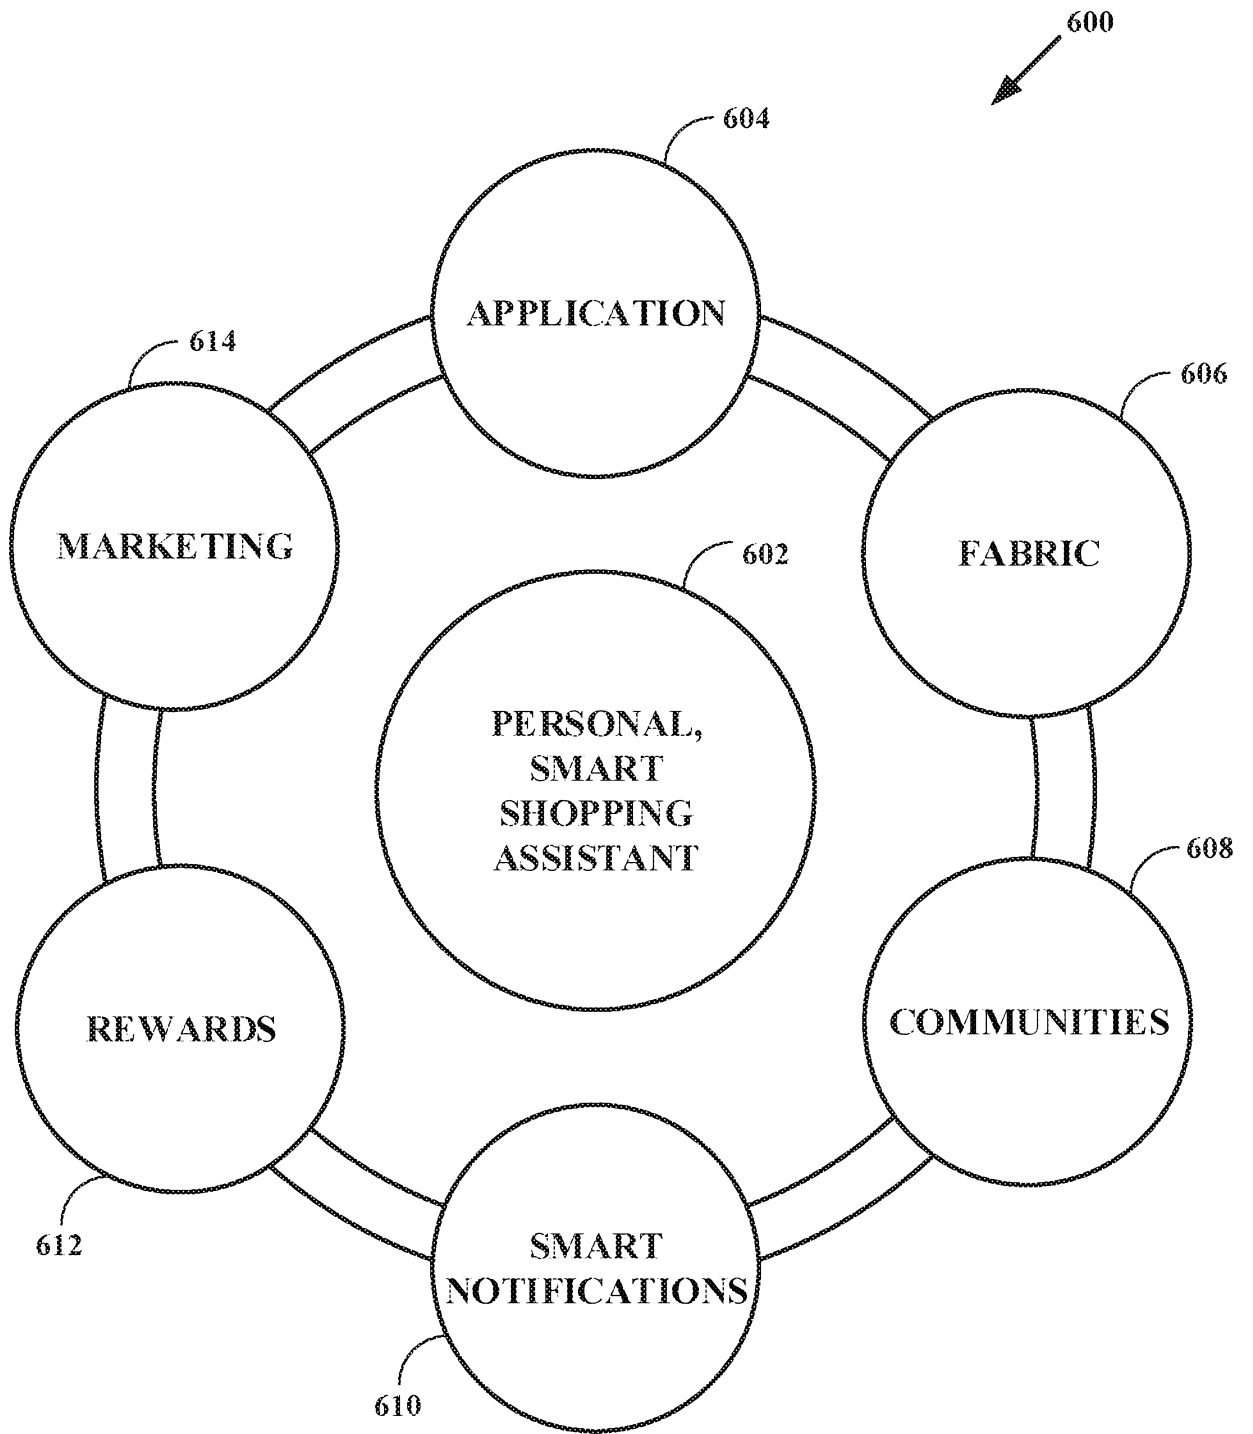 600
604
APPLICATION
614
606
MARKETING
FABRIC
602
PERSONAL,
SMART
SHOPPING
ASSISTANT
608
REWARDS
COMMUNITIES
612
SMART
NOTIFICATIONS
610